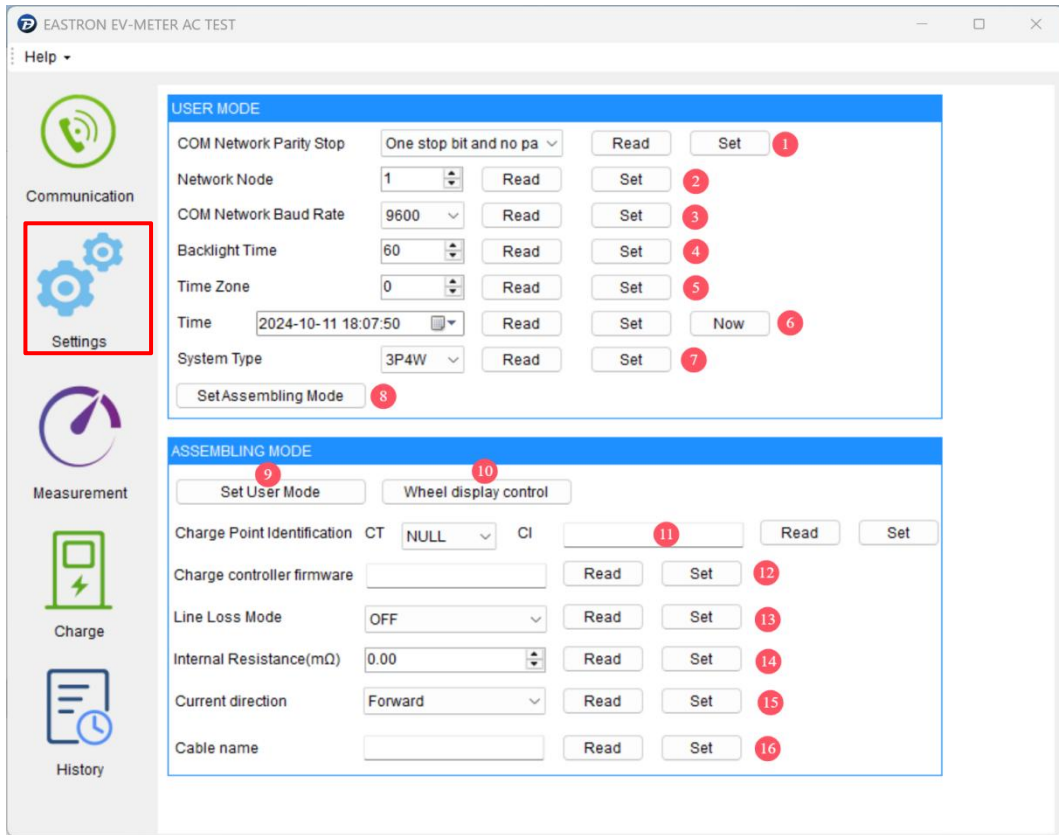 EASTRON EV-METER AC TEST
Help
Communication
Settings
Measurement
Charge
History
USER MODE
COM Network Parity Stop One stop bit and no pa Read Set 1
Network Node 1 Read Set 2
COM Network Baud Rate 9600 Read Set 3
Backlight Time 60 Read Set 4
Time Zone 0 Read Set 5
Time 2024-10-11 18:07:50 Read Set Now 6
System Type 3P4W Read Set 7
Set Assembling Mode 8
ASSEMBLING MODE
9 10
Set User Mode Wheel display control
Charge Point Identification CT NULL CI 11 Read Set
Charge controller firmware Read Set 12
Line Loss Mode OFF Read Set 13
Internal Resistance(mΩ) 0.00 Read Set 14
Current direction Forward Read Set 15
Cable name Read Set 16